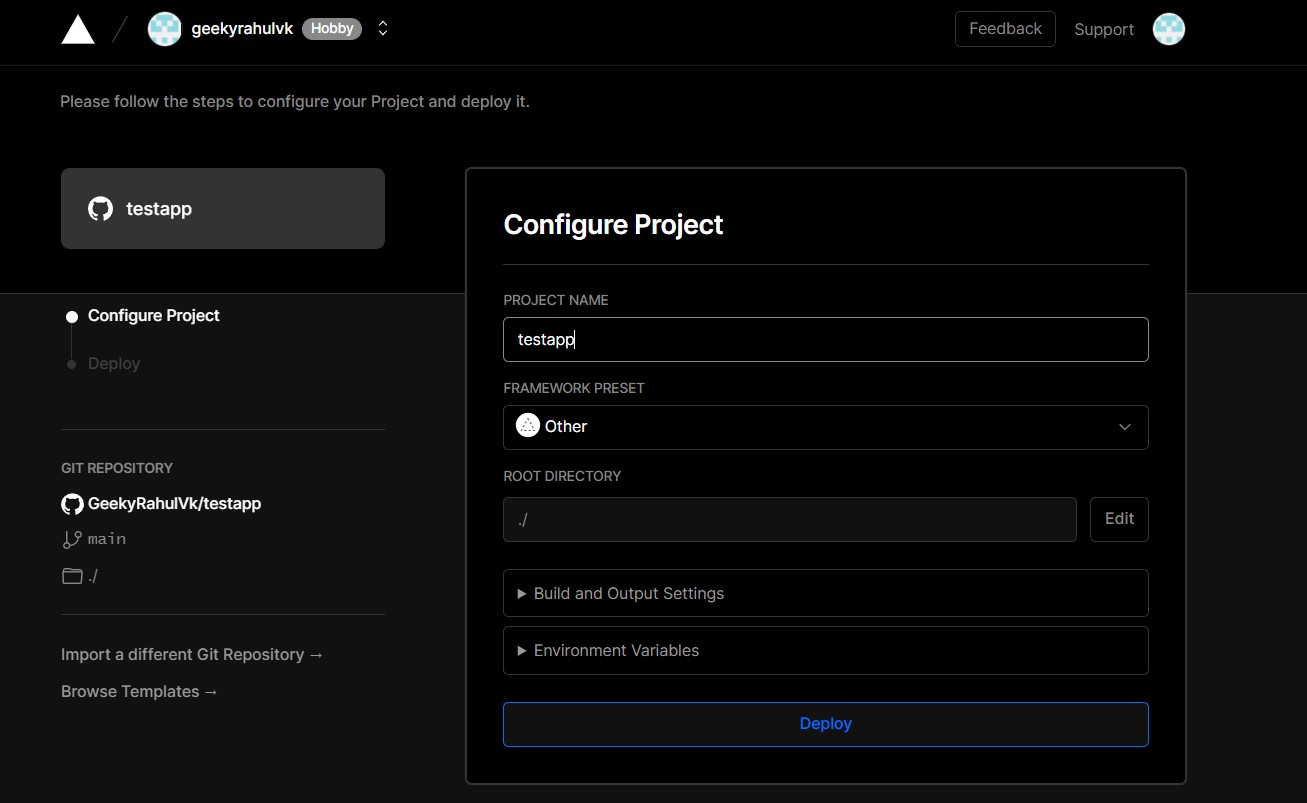 geekyrahulvk Hobby
Feedback Support
Please follow the steps to configure your Project and deploy it.
testapp
Configure Project
Deploy
GIT REPOSITORY
GeekyRahulVk/testapp
main
./
Import a different Git Repository →
Browse Templates →
Configure Project
PROJECT NAME
testapp
FRAMEWORK PRESET
Other
ROOT DIRECTORY
./ Edit
Build and Output Settings
Environment Variables
Deploy